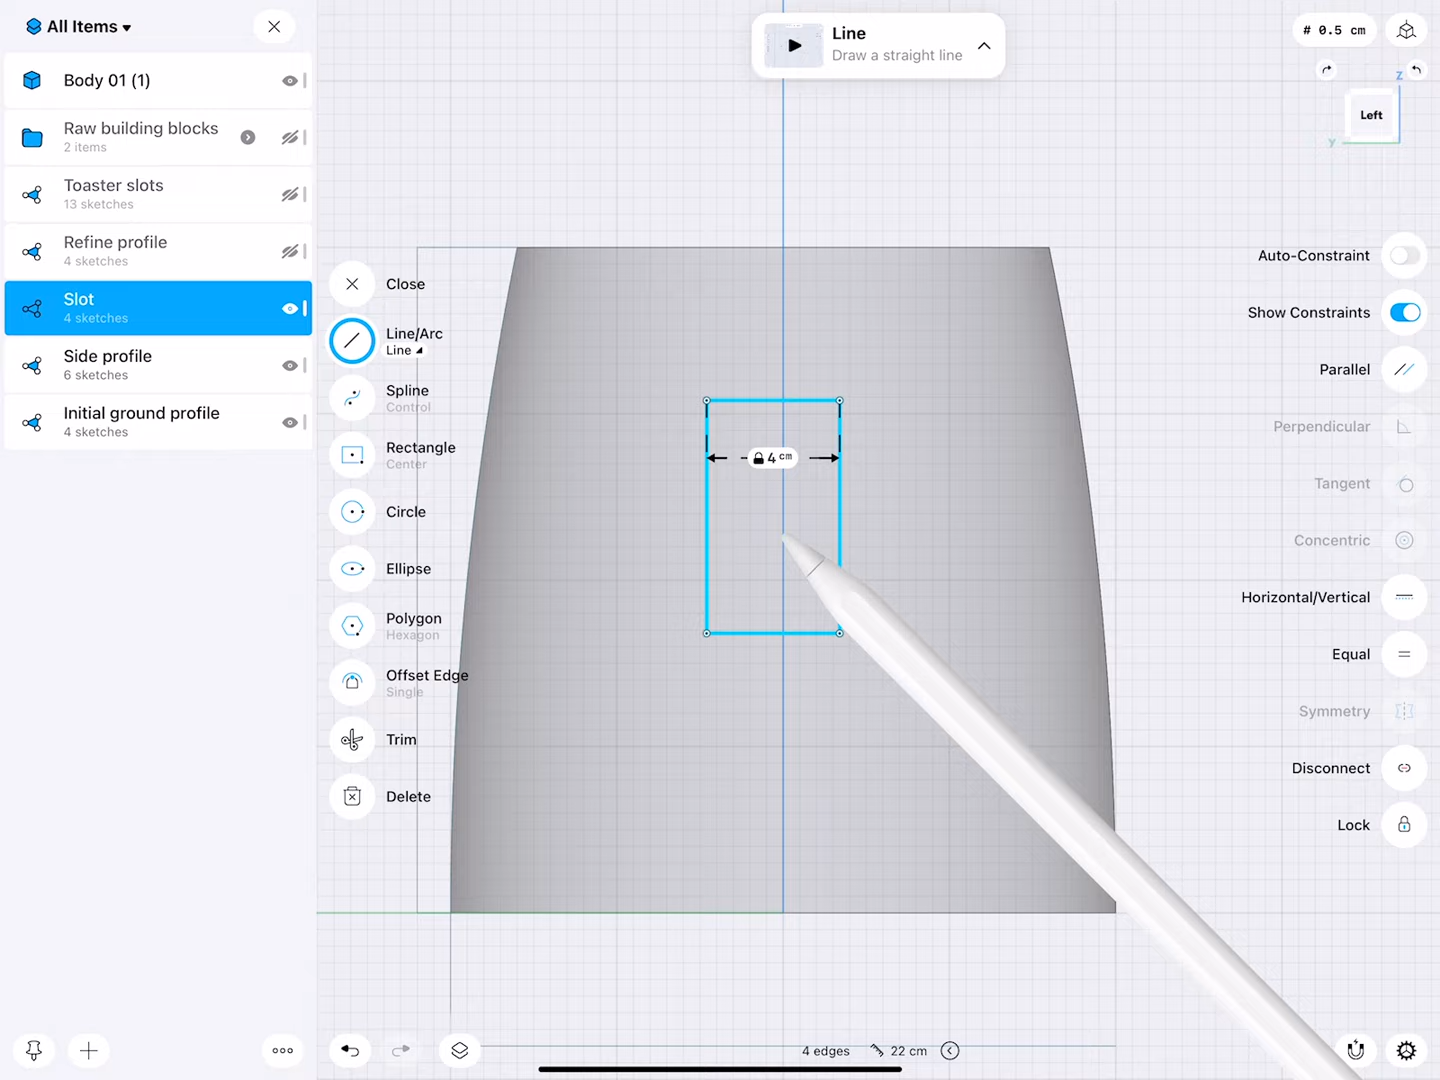 All Items
Body 01 (1)
Raw building blocks
2 items
Toaster slots
13 sketches
Refine profile
4 sketches
Slot
4 sketches
Side profile
6 sketches
Initial ground profile
4 sketches
Line
Draw a straight line
# 0.5 cm
Z
Left
Y
Close
Line/Arc
Line
Spline
Control
Rectangle
Center
Circle
Ellipse
Polygon
Hexagon
Offset Edge
Single
Trim
Delete
4 cm
Auto-Constraint
Show Constraints
Parallel
Perpendicular
Tangent
Concentric
Horizontal/Vertical
Equal
Symmetry
Disconnect
Lock
4 edges 22 cm